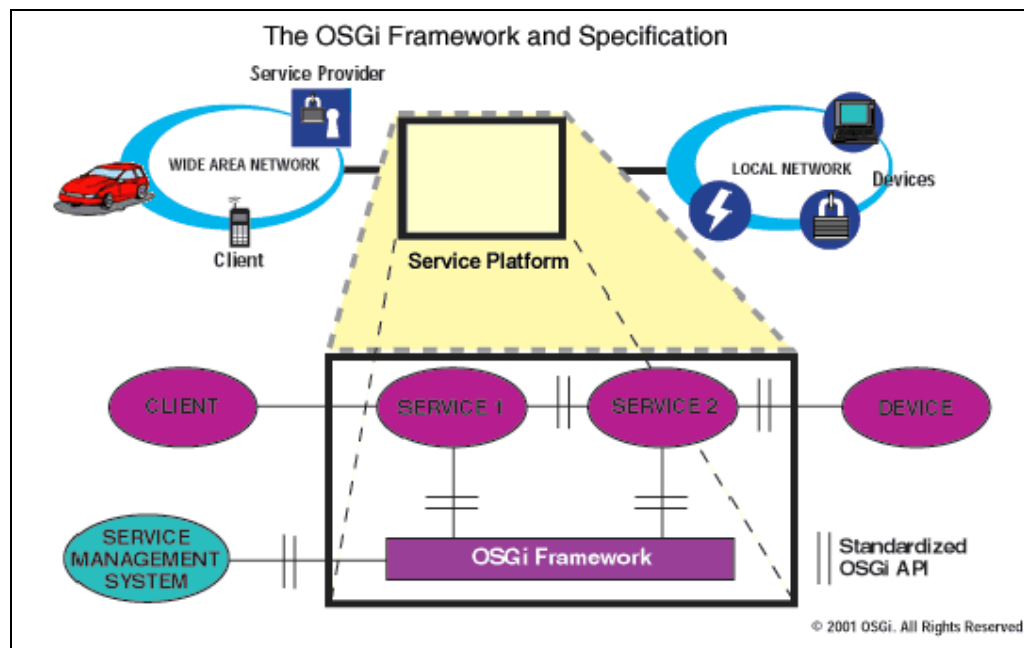 The OSGi Framework and Specification
Service Provider
WIDE AREA NETWORK
LOCAL NETWORK
Devices
Client
Service Platform
CLIENT
SERVICE 1
SERVICE 2
DEVICE
SERVICE
MANAGEMENT
SYSTEM
OSGi Framework
Standardized
OSGi API
© 2001 OSGi. All Rights Reserved